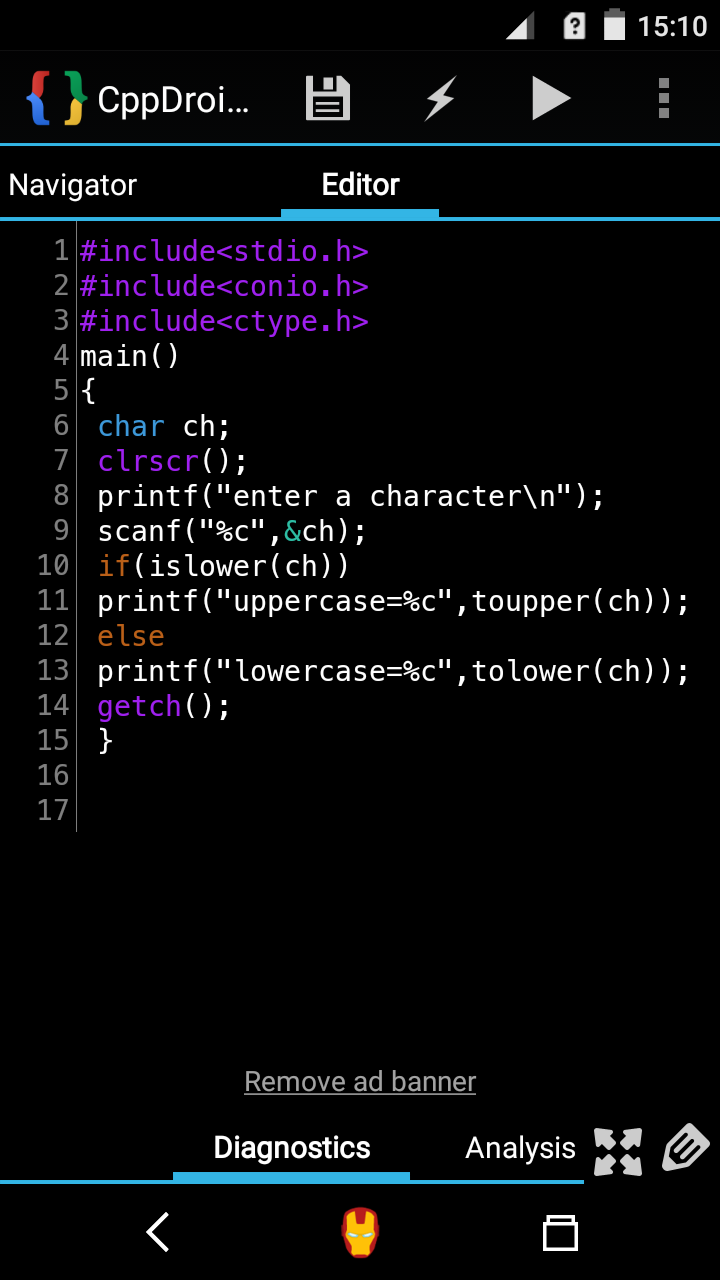 15:10
CppDroi...
Navigator Editor
1 #include<stdio.h>
2 #include<conio.h>
3 #include<ctype.h>
4 main()
5 {
6 char ch;
7 clrscr();
8 printf("enter a character\n");
9 scanf("%c",&ch);
10 if(islower(ch))
11 printf("uppercase=%c",toupper(ch));
12 else
13 printf("lowercase=%c",tolower(ch));
14 getch();
15 }
16
17
Remove ad banner
Diagnostics Analysis